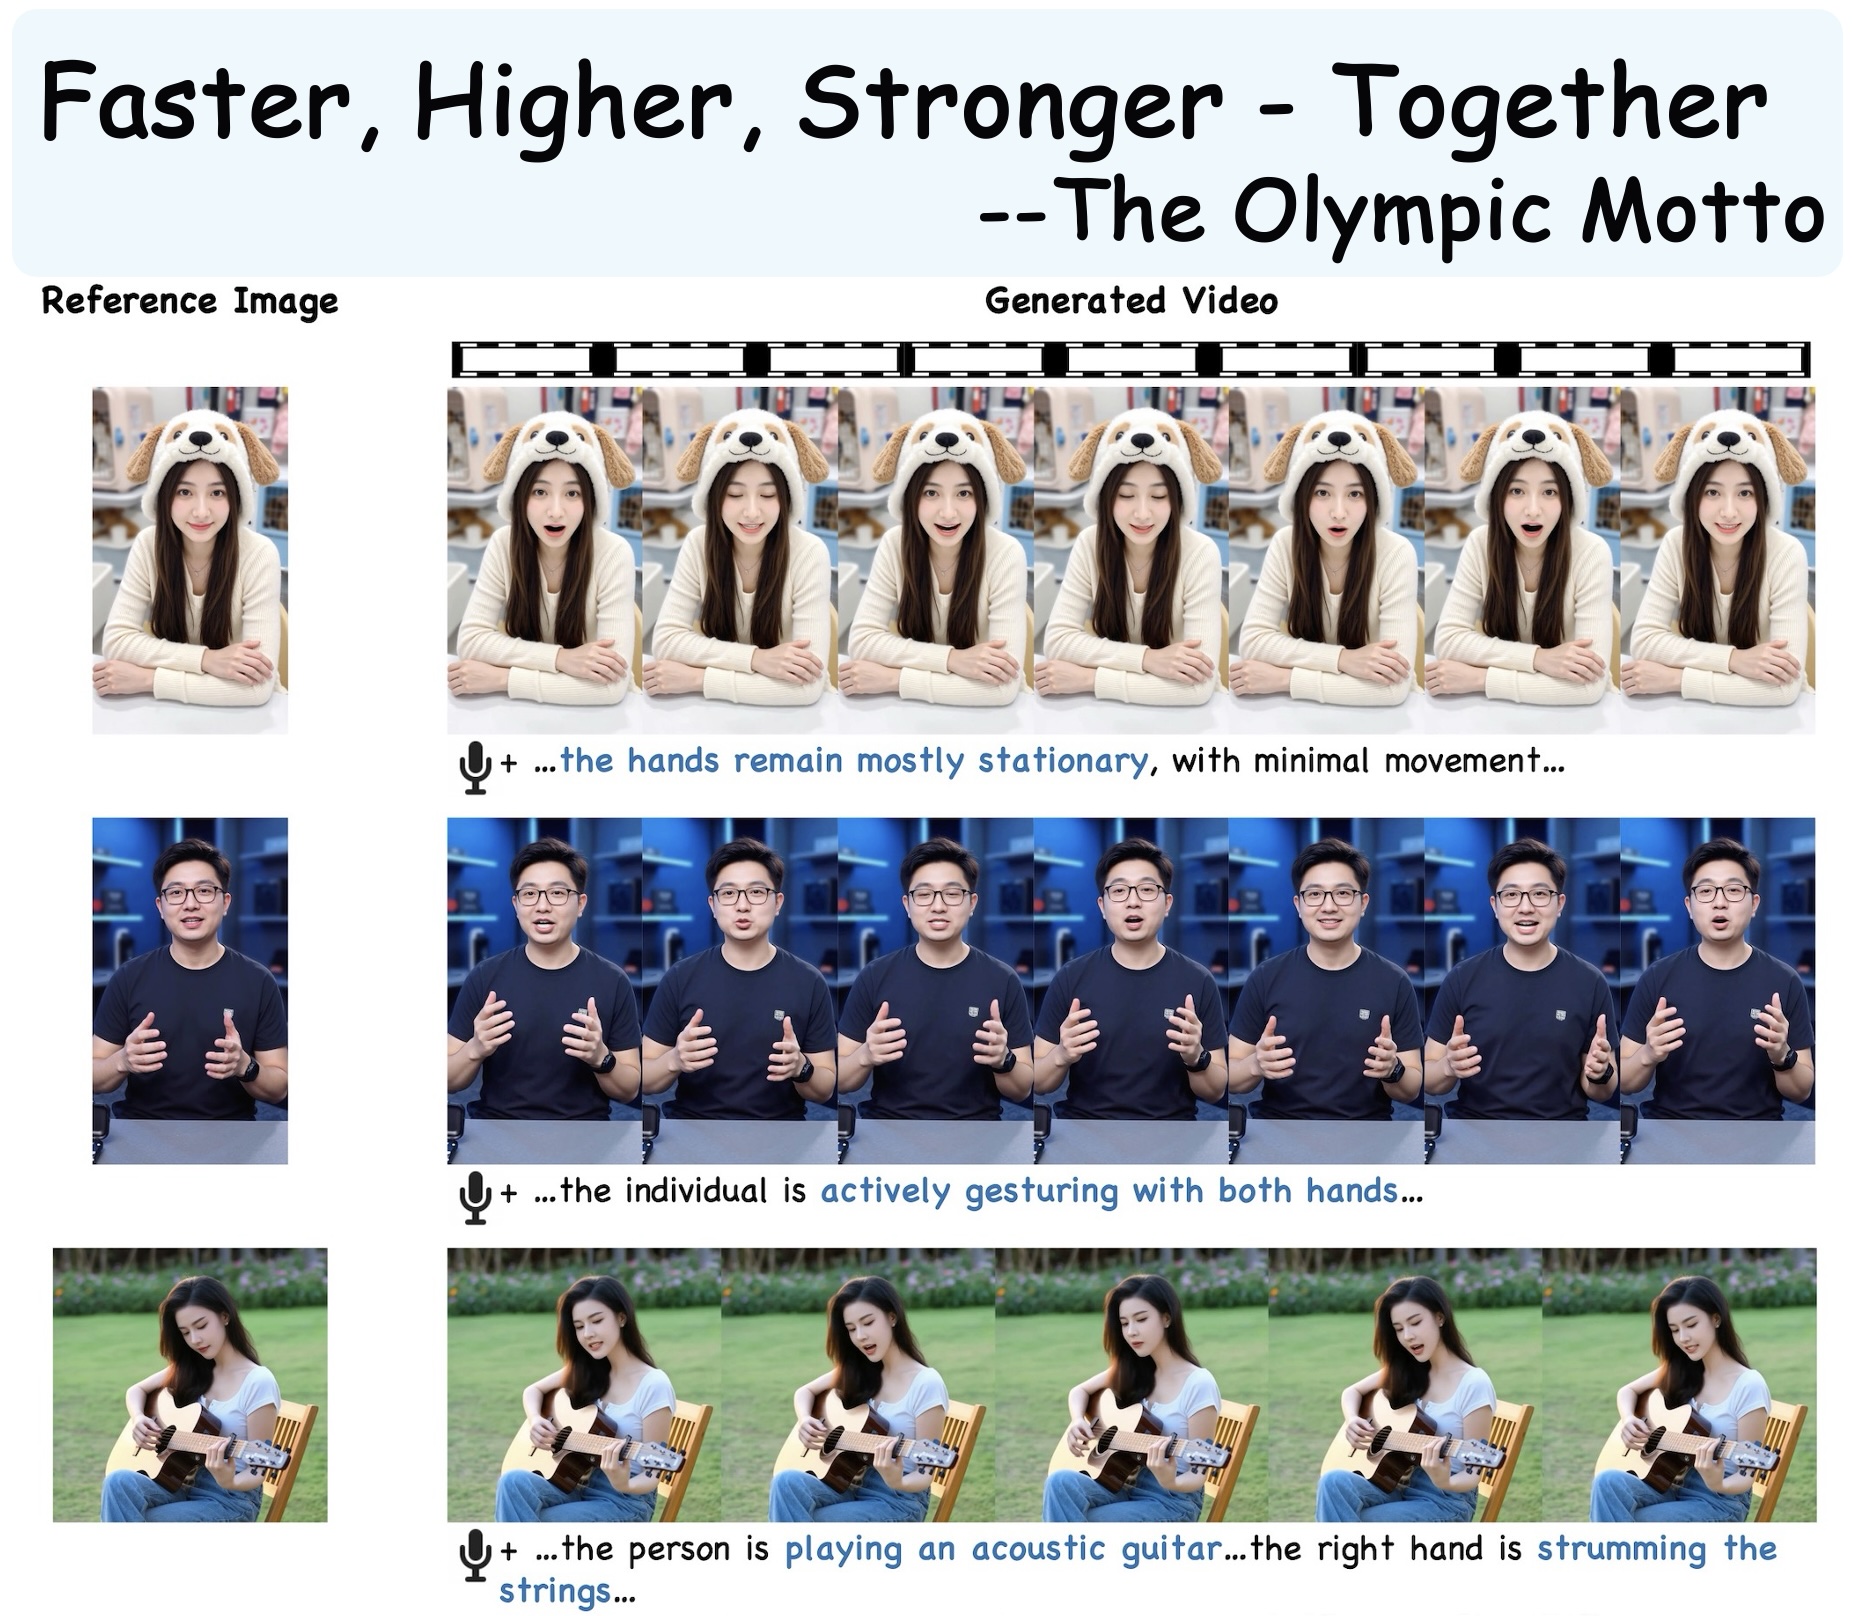 Faster, Higher, Stronger - Together
--The Olympic Motto
Reference Image
Generated Video
+ ...the hands remain mostly stationary, with minimal movement...
+ ...the individual is actively gesturing with both hands...
+ ...the person is playing an acoustic guitar...the right hand is strumming the
strings...